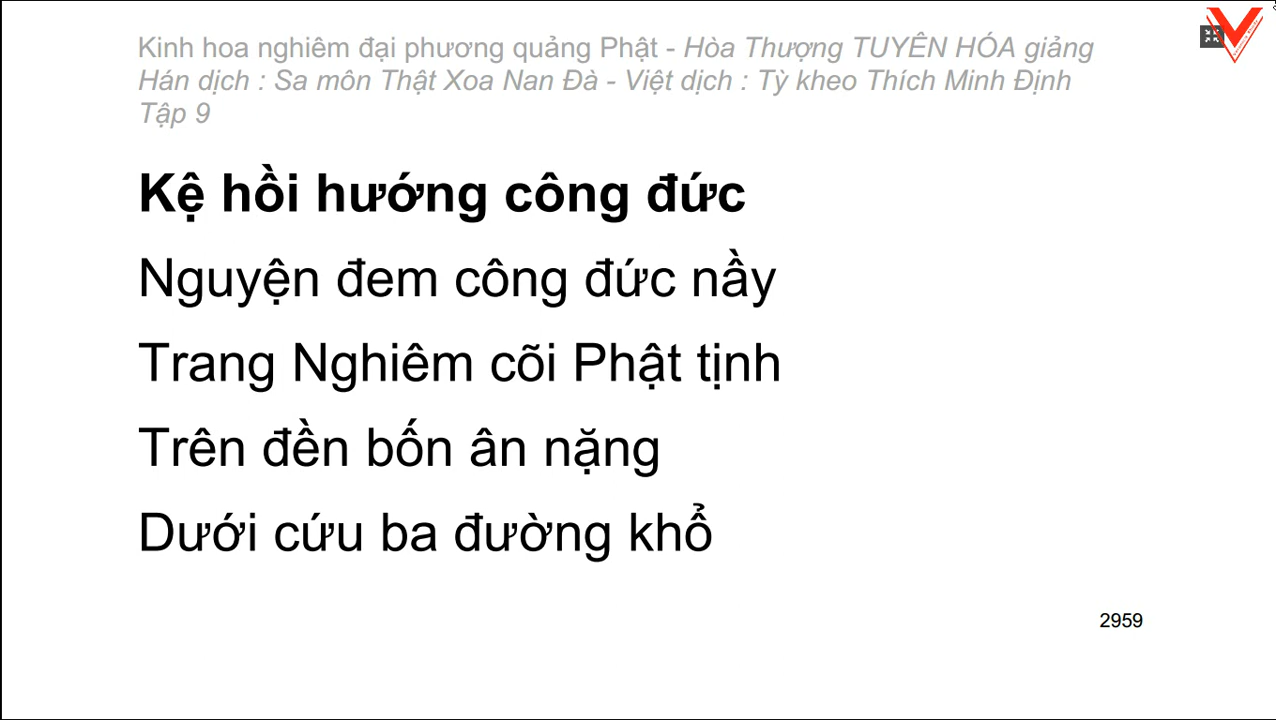 Kinh hoa nghiêm đại phương quảng Phật - Hòa Thượng TUYÊN HÓA giảng
Hán dịch : Sa môn Thật Xoa Nan Đà - Việt dịch : Tỳ kheo Thích Minh Định
Tập 9
Kệ hồi hướng công đức
Nguyện đem công đức nầy
Trang Nghiêm cõi Phật tịnh
Trên đền bốn ân nặng
Dưới cứu ba đường khổ
2959